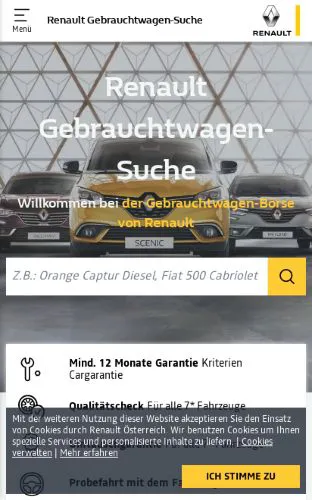 Menü
Renault Gebrauchtwagen-Suche
RENAULT
Renault
Gebrauchtwagen-
Suche
Willkommen bei der Gebrauchtwagen-Börse
von Renault
SCENIC
Z.B.: Orange Captur Diesel, Fiat 500 Cabriolet
Mind. 12 Monate Garantie Kriterien
Cargarantie
Qualitätscheck Für alle 7* Fahrzeuge
Mit der weiteren Nutzung dieser Website akzeptieren Sie den Einsatz
von Cookies durch Renault Österreich. Wir benutzen Cookies um Ihnen
spezielle Services und personalisierte Inhalte zu liefern. | Cookies
verwalten | Mehr erfahren
Probefahrt mit dem
ICH STIMME ZU